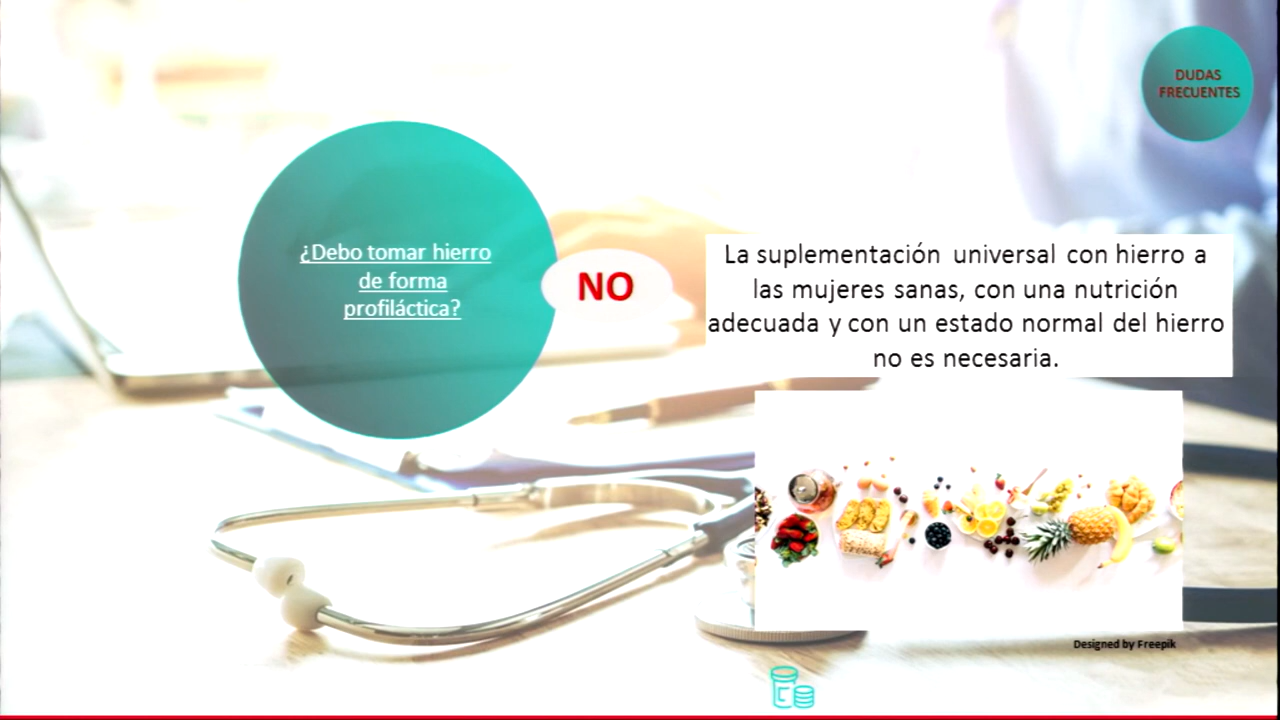 DUDAS
FRECUENTES
¿Debo tomar hierro
de forma
profiláctica?
NO
La suplementación universal con hierro a
las mujeres sanas, con una nutrición
adecuada y con un estado normal del hierro
no es necesaria.
Designed by Freepik